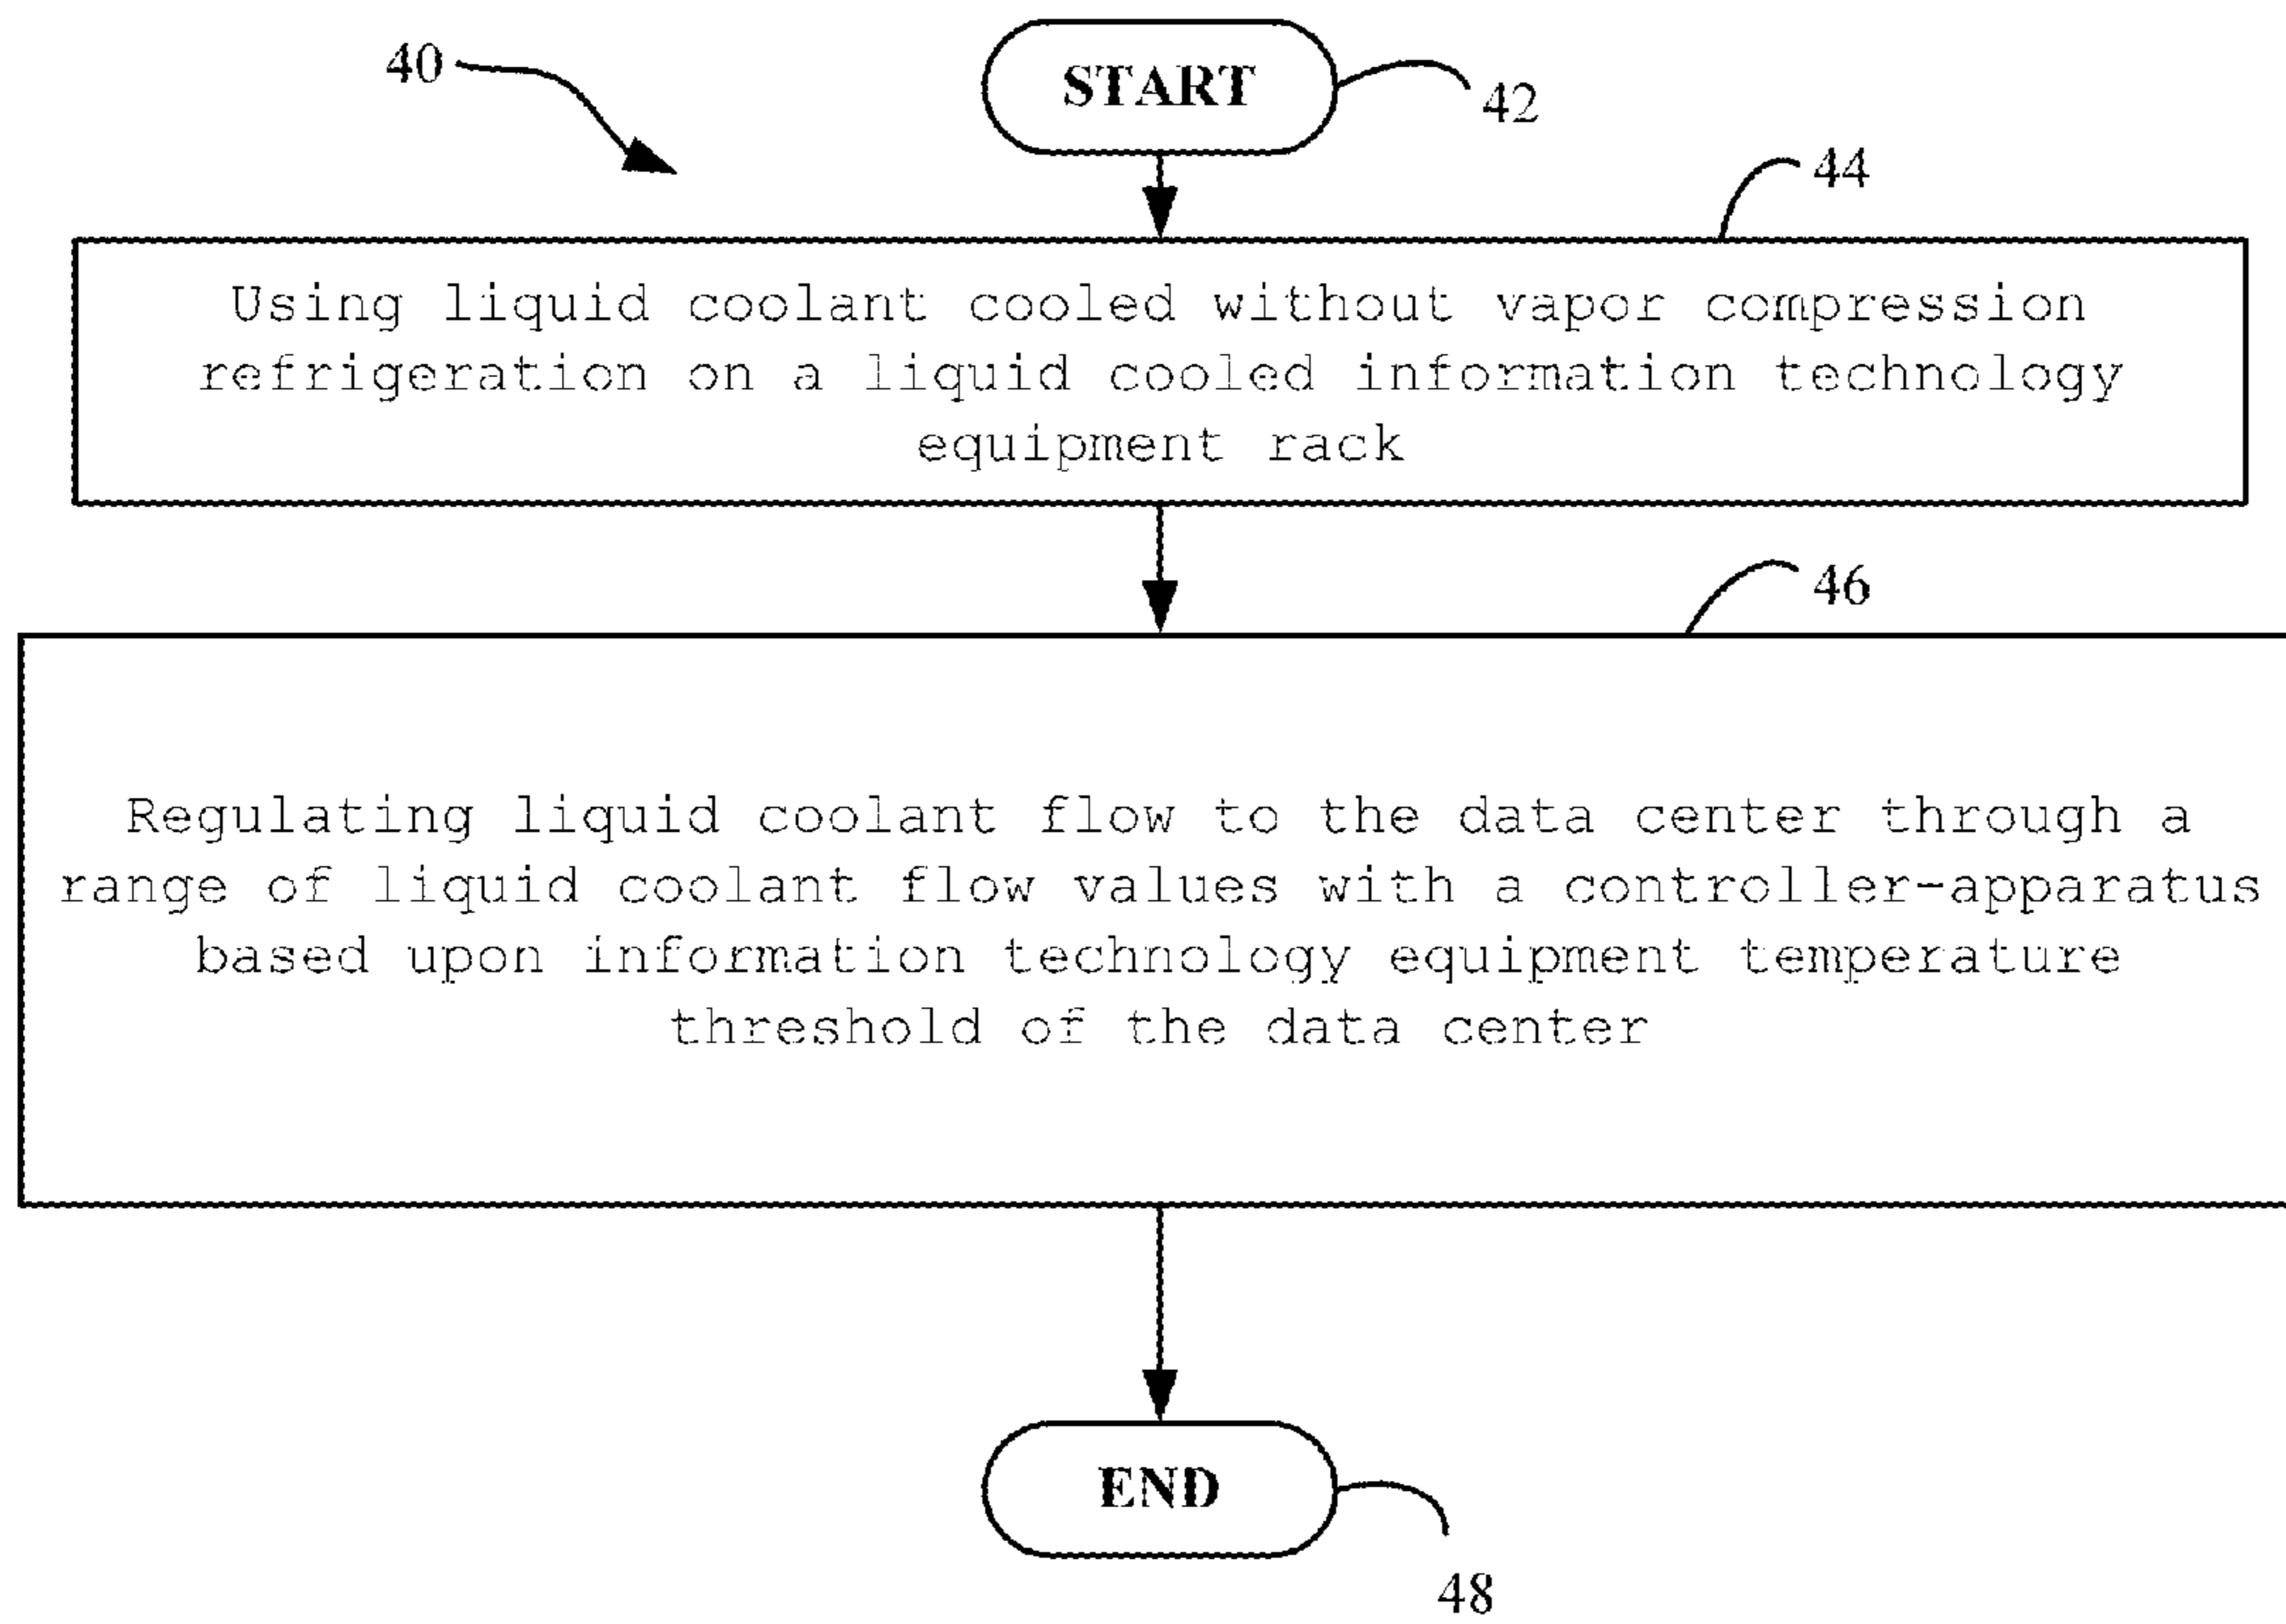 40
START
42
44
Using liquid coolant cooled without vapor compression
refrigeration on a liquid cooled information technology
equipment rack
46
Regulating liquid coolant flow to the data center through a
range of liquid coolant flow values with a controller-apparatus
based upon information technology equipment temperature
threshold of the data center
END
48